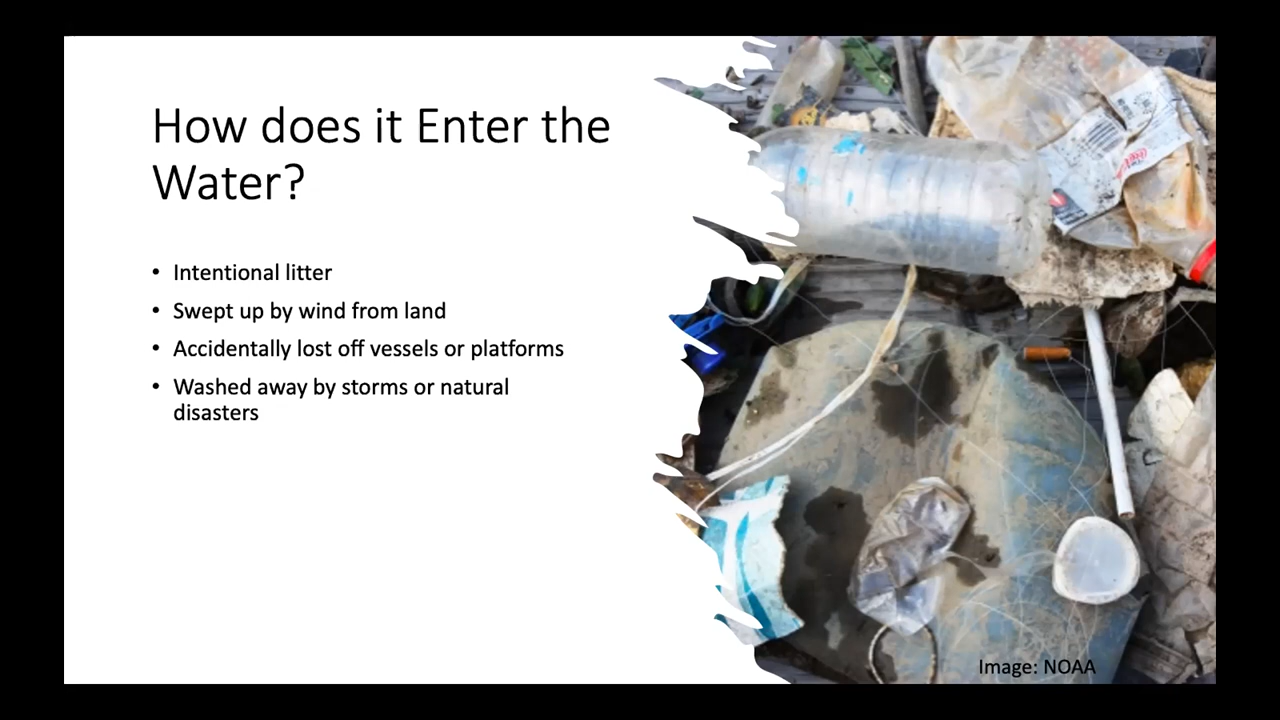 How does it Enter the
Water?
• Intentional litter
• Swept up by wind from land
• Accidentally lost off vessels or platforms
• Washed away by storms or natural
disasters
Image: NOAA